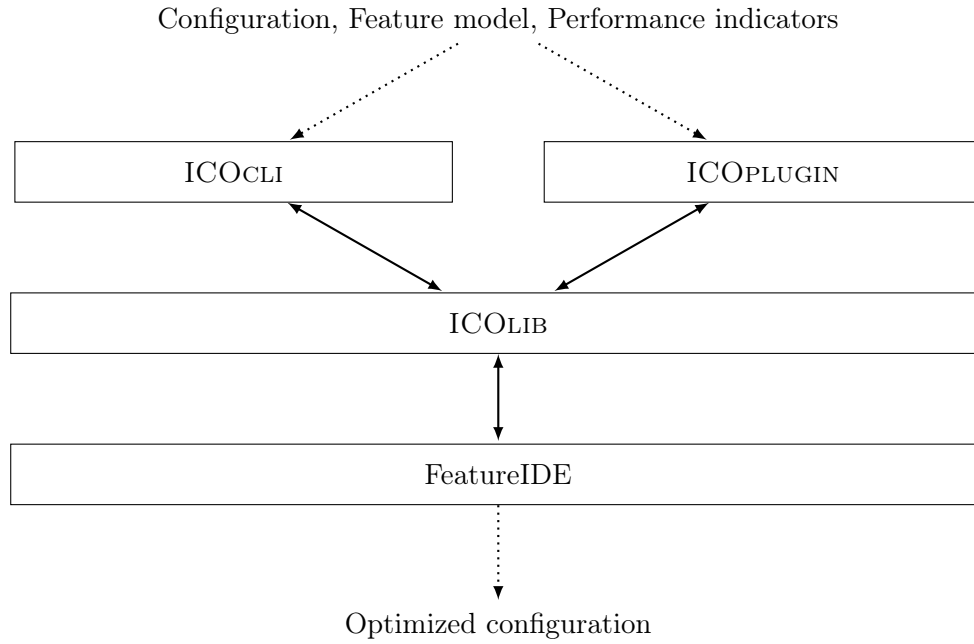 Configuration, Feature model, Performance indicators
ICOCLI
ICOPLUGIN
ICOLIB
FeatureIDE
Optimized configuration